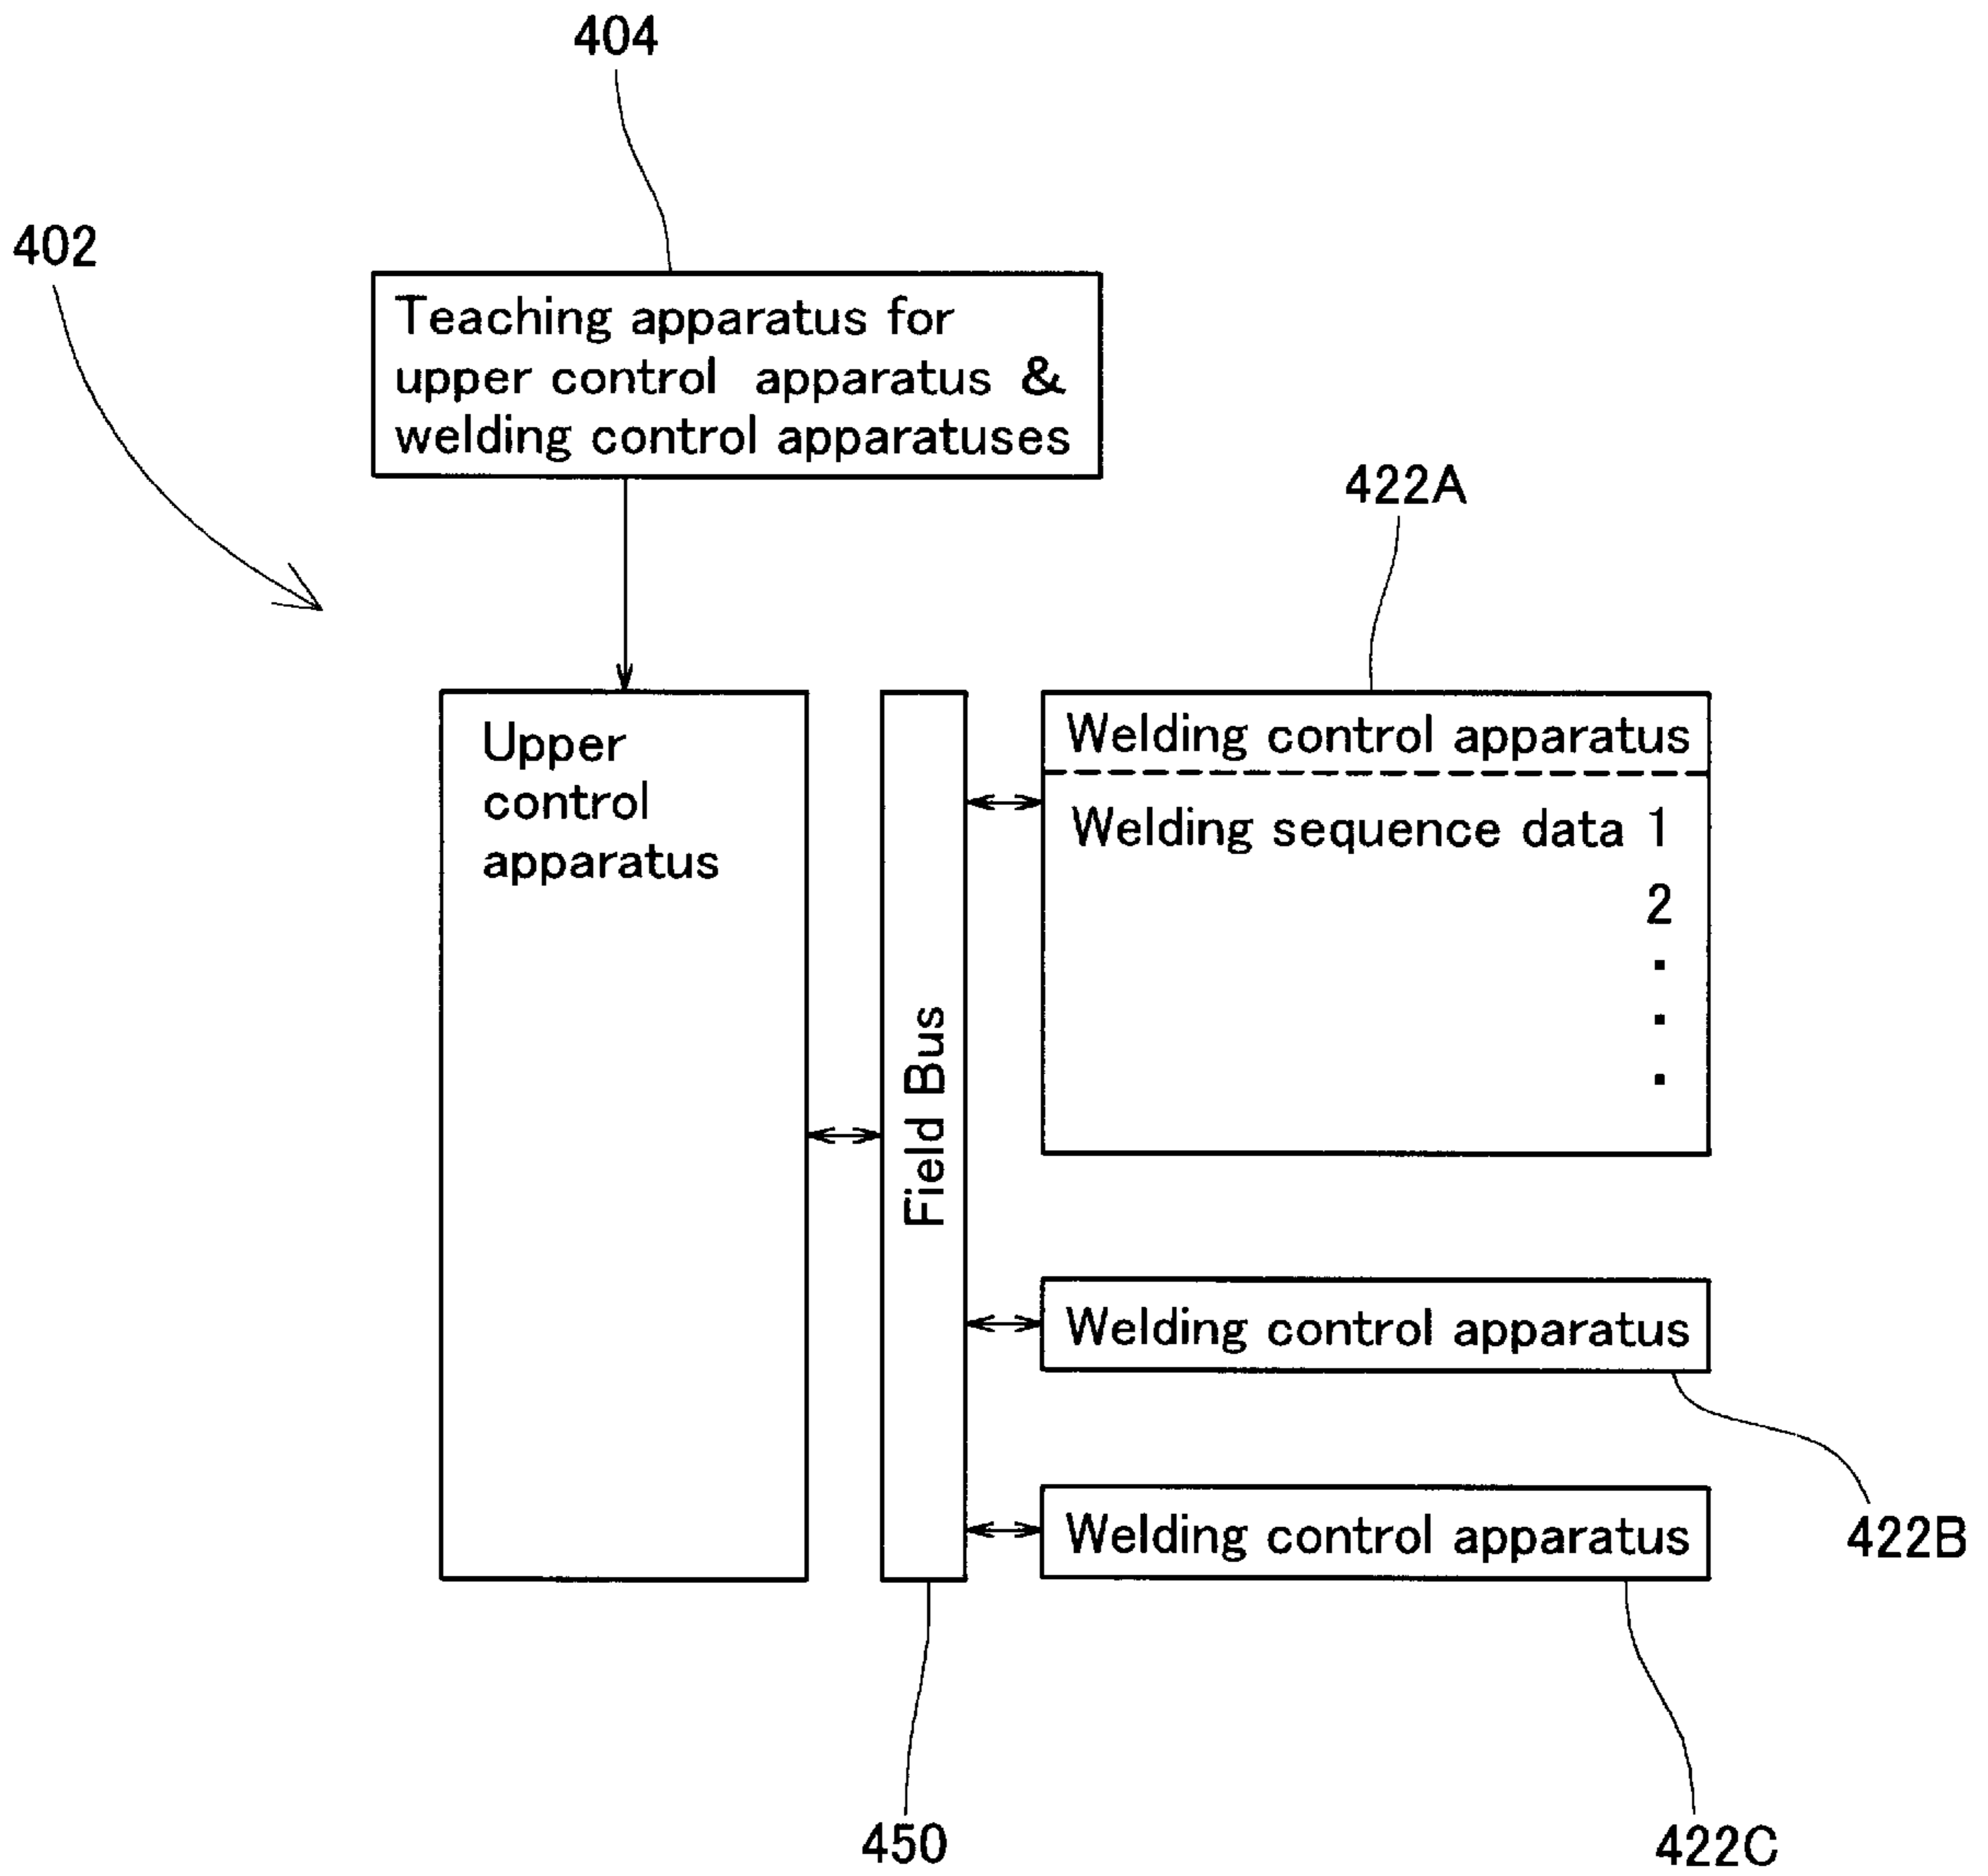 404
402
Teaching apparatus for
upper control apparatus &
welding control apparatuses
422A
Upper
control
apparatus
Field Bus
Welding control apparatus
Welding sequence data 1
2
.
.
.
Welding control apparatus
422B
Welding control apparatus
450
422C